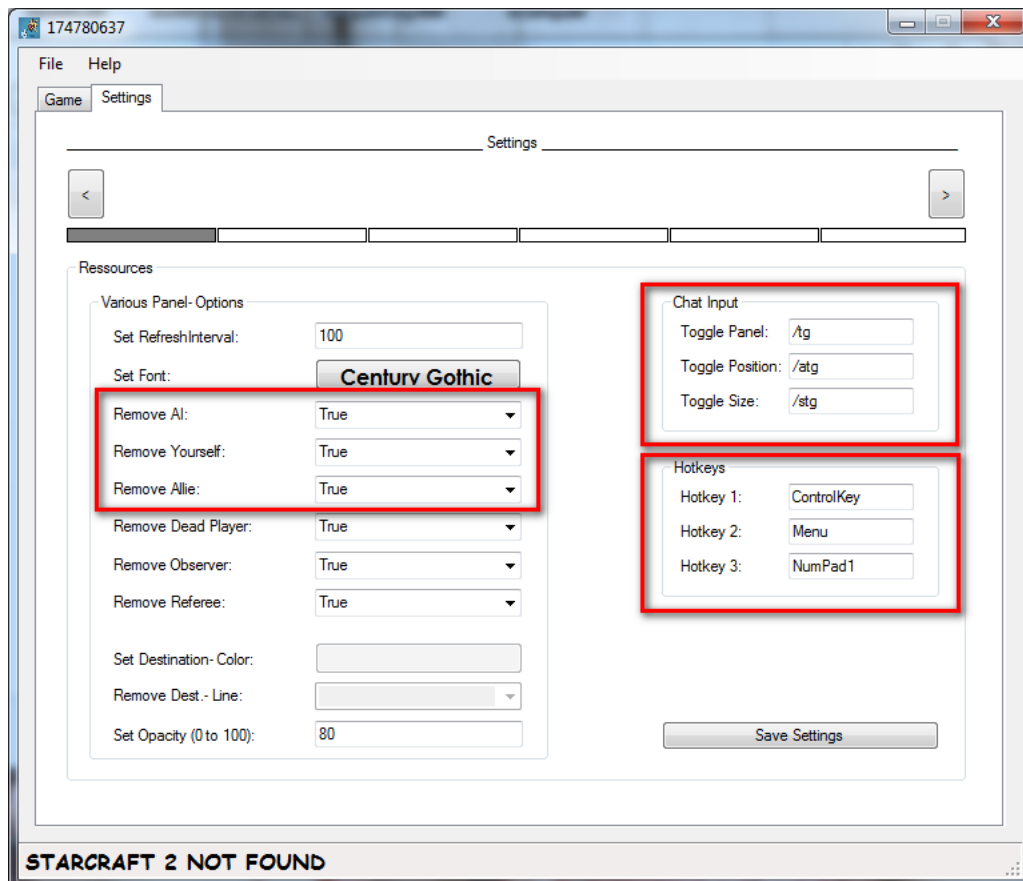 174780637
File Help
Game Settings
Settings
< >
Ressources
Various Panel- Options
Set RefreshInterval: 100
Set Font: Century Gothic
Remove AI: True
Remove Yourself: True
Remove Allie: True
Remove Dead Player: True
Remove Observer: True
Remove Referee: True
Set Destination- Color:
Remove Dest.- Line:
Set Opacity (0 to 100): 80
Chat Input
Toggle Panel: /tg
Toggle Position: /atg
Toggle Size: /stg
Hotkeys
Hotkey 1: ControlKey
Hotkey 2: Menu
Hotkey 3: NumPad1
Save Settings
STARCRAFT 2 NOT FOUND